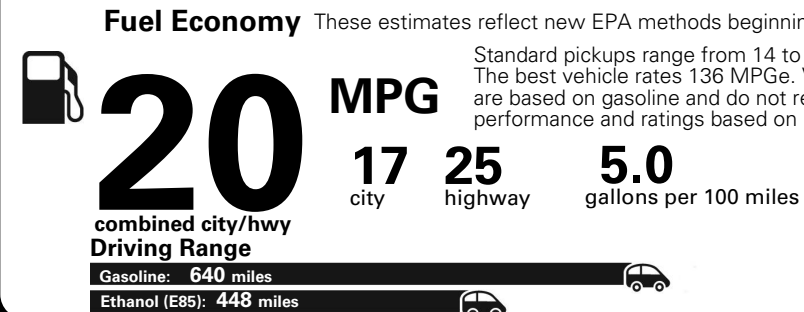 Fuel Economy These estimates reflect new EPA methods
Standard pickups range from 14 to
The best vehicle rates 136 MPGe.
are based on gasoline and do not
performance and ratings based on
20 MPG
combined city/hwy
17 city
25 highway
5.0 gallons per 100 miles
Driving Range
Gasoline: 640 miles
Ethanol (E85): 448 miles